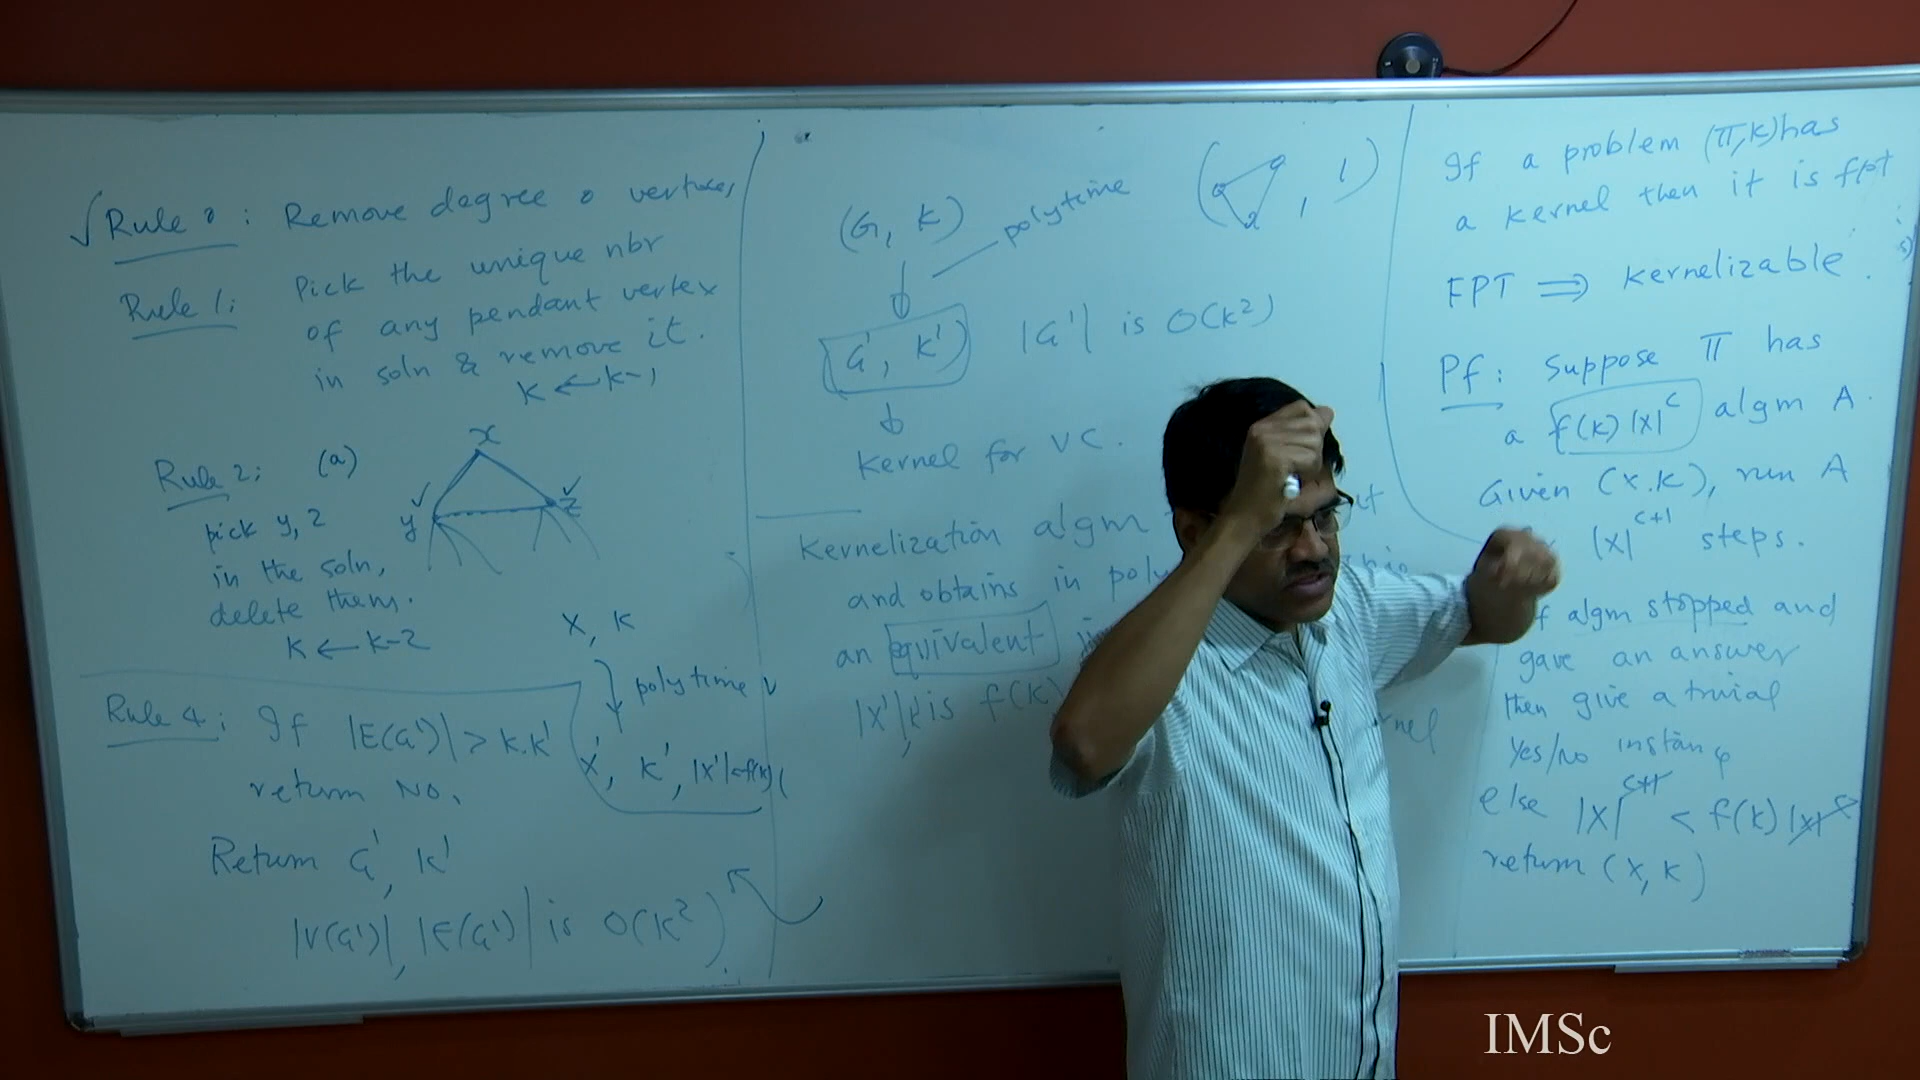 √ Rule 0: Remove degree 0 vertices,
Rule 1: Pick the unique nbr
of any pendant vertex
in soln & remove it.
K ← K-1
Rule 2: (a)
x
y
z
pick y, z
in the soln,
delete them.
K ← K-2
Rule 4: If |E(G')| > K.K'
return NO.
Return G', K'
|V(G')|, |E(G')| is O(K²)
X, K
polytime
X', K', |X'|<f(K)
(G, K)
polytime
( , 1)
(G', K') |G'| is O(K²)
Kernel for VC.
Kernelization algm
and obtains in poly
an equivalent
|X'|, K' is f(K)
If a problem (Π,K) has
a kernel then it is fpt
FPT ⟹ Kernelizable.
Pf: Suppose Π has
a f(K) |X|^c algm A.
Given (X,K), run A
|X|^{c+1} steps.
algm stopped and
gave an answer
then give a trivial
Yes/No instance
else |X|^{c+1} < f(K) |X|^c
return (X, K)
IMSc